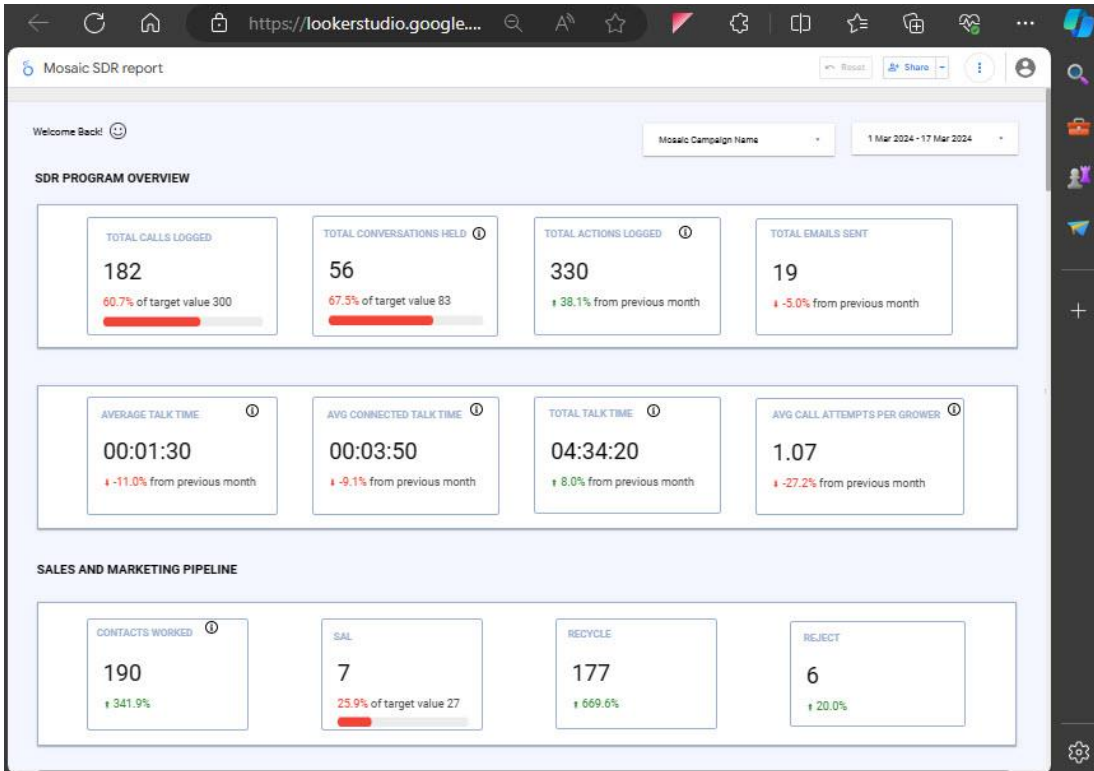 https://lookerstudio.google....
Mosaic SDR report
Reset
Share
Welcome Back!
Mosaic Campaign Name
1 Mar 2024 - 17 Mar 2024
SDR PROGRAM OVERVIEW
TOTAL CALLS LOGGED
182
60.7% of target value 300
TOTAL CONVERSATIONS HELD
56
67.5% of target value 83
TOTAL ACTIONS LOGGED
330
38.1% from previous month
TOTAL EMAILS SENT
19
-5.0% from previous month
AVERAGE TALK TIME
00:01:30
-11.0% from previous month
AVG CONNECTED TALK TIME
00:03:50
-9.1% from previous month
TOTAL TALK TIME
04:34:20
8.0% from previous month
AVG CALL ATTEMPTS PER GROWER
1.07
-27.2% from previous month
SALES AND MARKETING PIPELINE
CONTACTS WORKED
190
341.9%
SAL
7
25.9% of target value 27
RECYCLE
177
669.6%
REJECT
6
20.0%